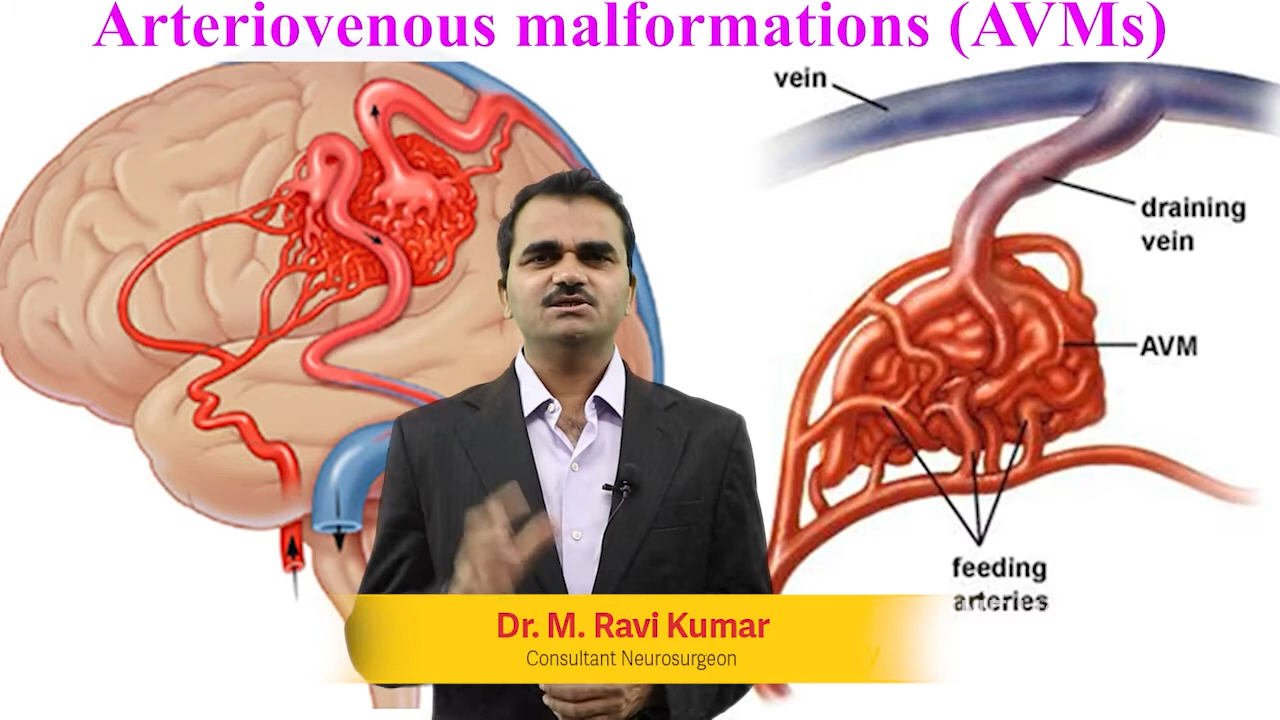 Arteriovenous malformations (AVMs)
vein
draining
vein
AVM
feeding
arteries
Dr. M. Ravi Kumar
Consultant Neurosurgeon